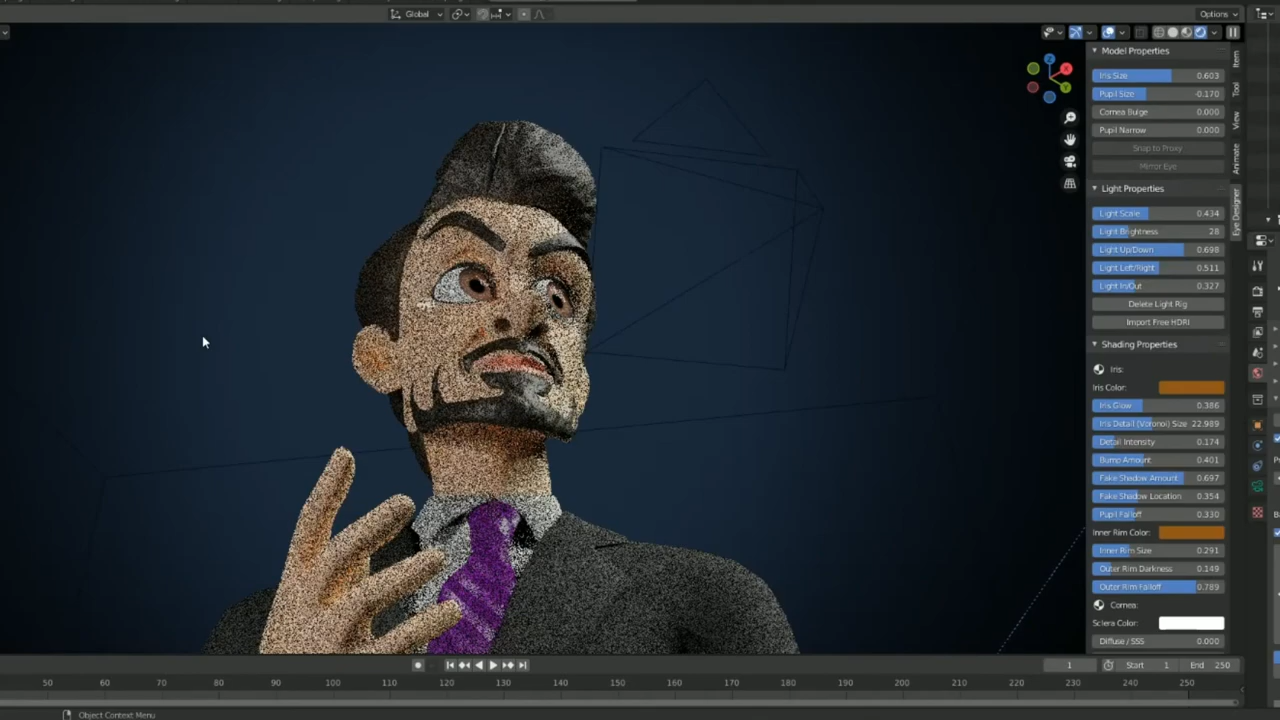 Global
Options
Model Properties
Iris Size 0.603
Pupil Size -0.170
Cornea Bulge 0.000
Pupil Narrow 0.000
Snap to Proxy
Mirror Eye
Light Properties
Light Scale 0.434
Light Brightness 28
Light Up/Down 0.698
Light Left/Right 0.511
Light In/Out 0.327
Delete Light Rig
Import Free HDRI
Shading Properties
Iris:
Iris Color:
Iris Glow 0.386
Iris Detail (Voronoi) Size 22.989
Detail Intensity 0.174
Bump Amount 0.401
Fake Shadow Amount 0.697
Fake Shadow Location 0.354
Pupil Falloff 0.330
Inner Rim Color:
Inner Rim Size 0.291
Outer Rim Darkness 0.149
Outer Rim Falloff 0.789
Cornea:
Sclera Color:
Diffuse / SSS 0.000
Item
Tool
View
Animate
Eye Designer
Z
X
Y
1 Start 1 End 250
50 60 70 80 90 100 110 120 130 140 150 160 170 180 190 200 210 220 230 240 250
Object Context Menu